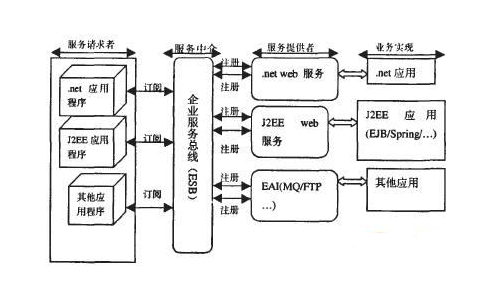 服务请求者
服务中介
服务提供者
业务实现
.net 应用
程序
订阅
J2EE 应用
程序
订阅
其他应
用程序
订阅
企业服务总线（ESB）
注册
注册
注册
注册
注册
注册
.net web 服务
J2EE web
服务
EAI(MQ/FTP
…)
.net 应用
J2EE 应用
(EJB/Spring/…)
其他应用